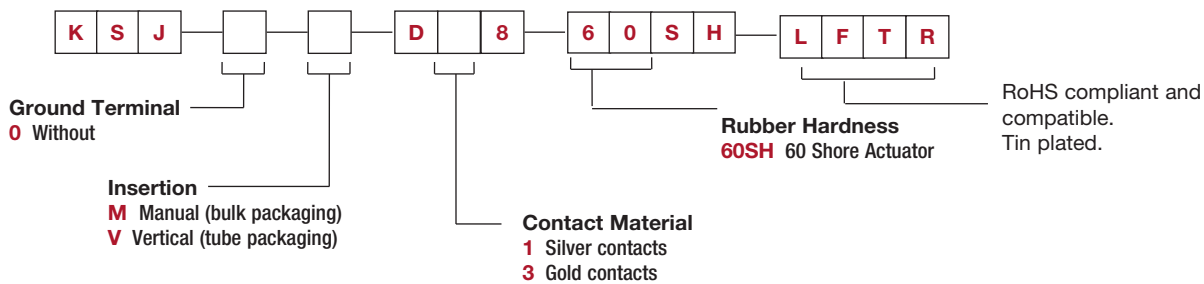 K S J D 8 6 0 S H L F T R
Ground Terminal
0 Without
Insertion
M Manual (bulk packaging)
V Vertical (tube packaging)
Contact Material
1 Silver contacts
3 Gold contacts
Rubber Hardness
60SH 60 Shore Actuator
RoHS compliant and
compatible.
Tin plated.